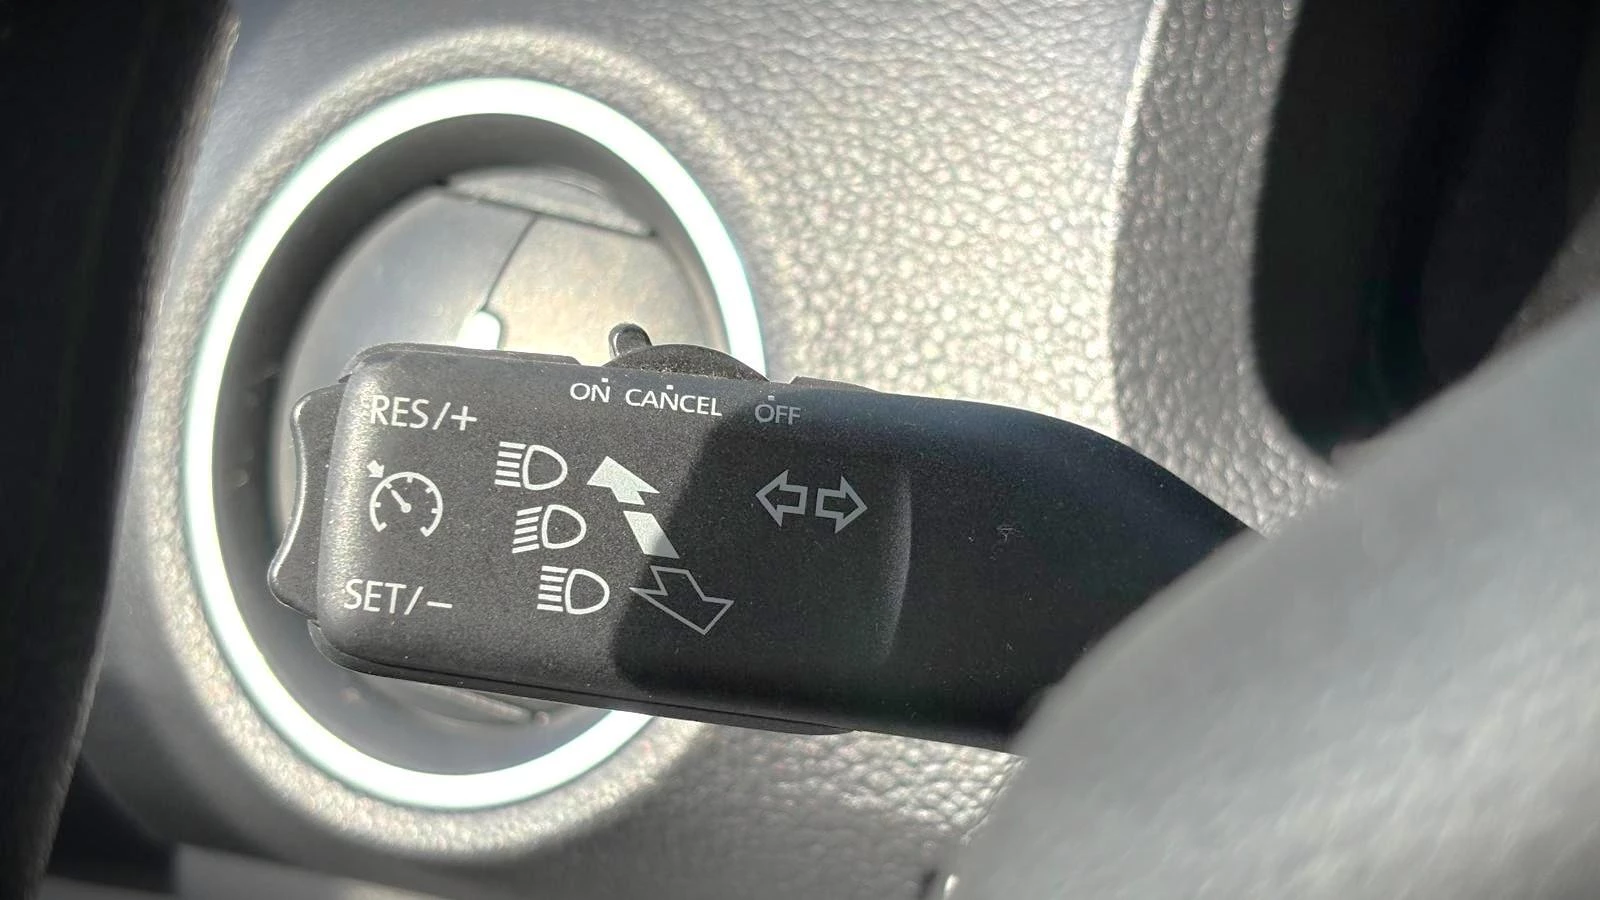 ON CANCEL OFF
RES/+
SET/−